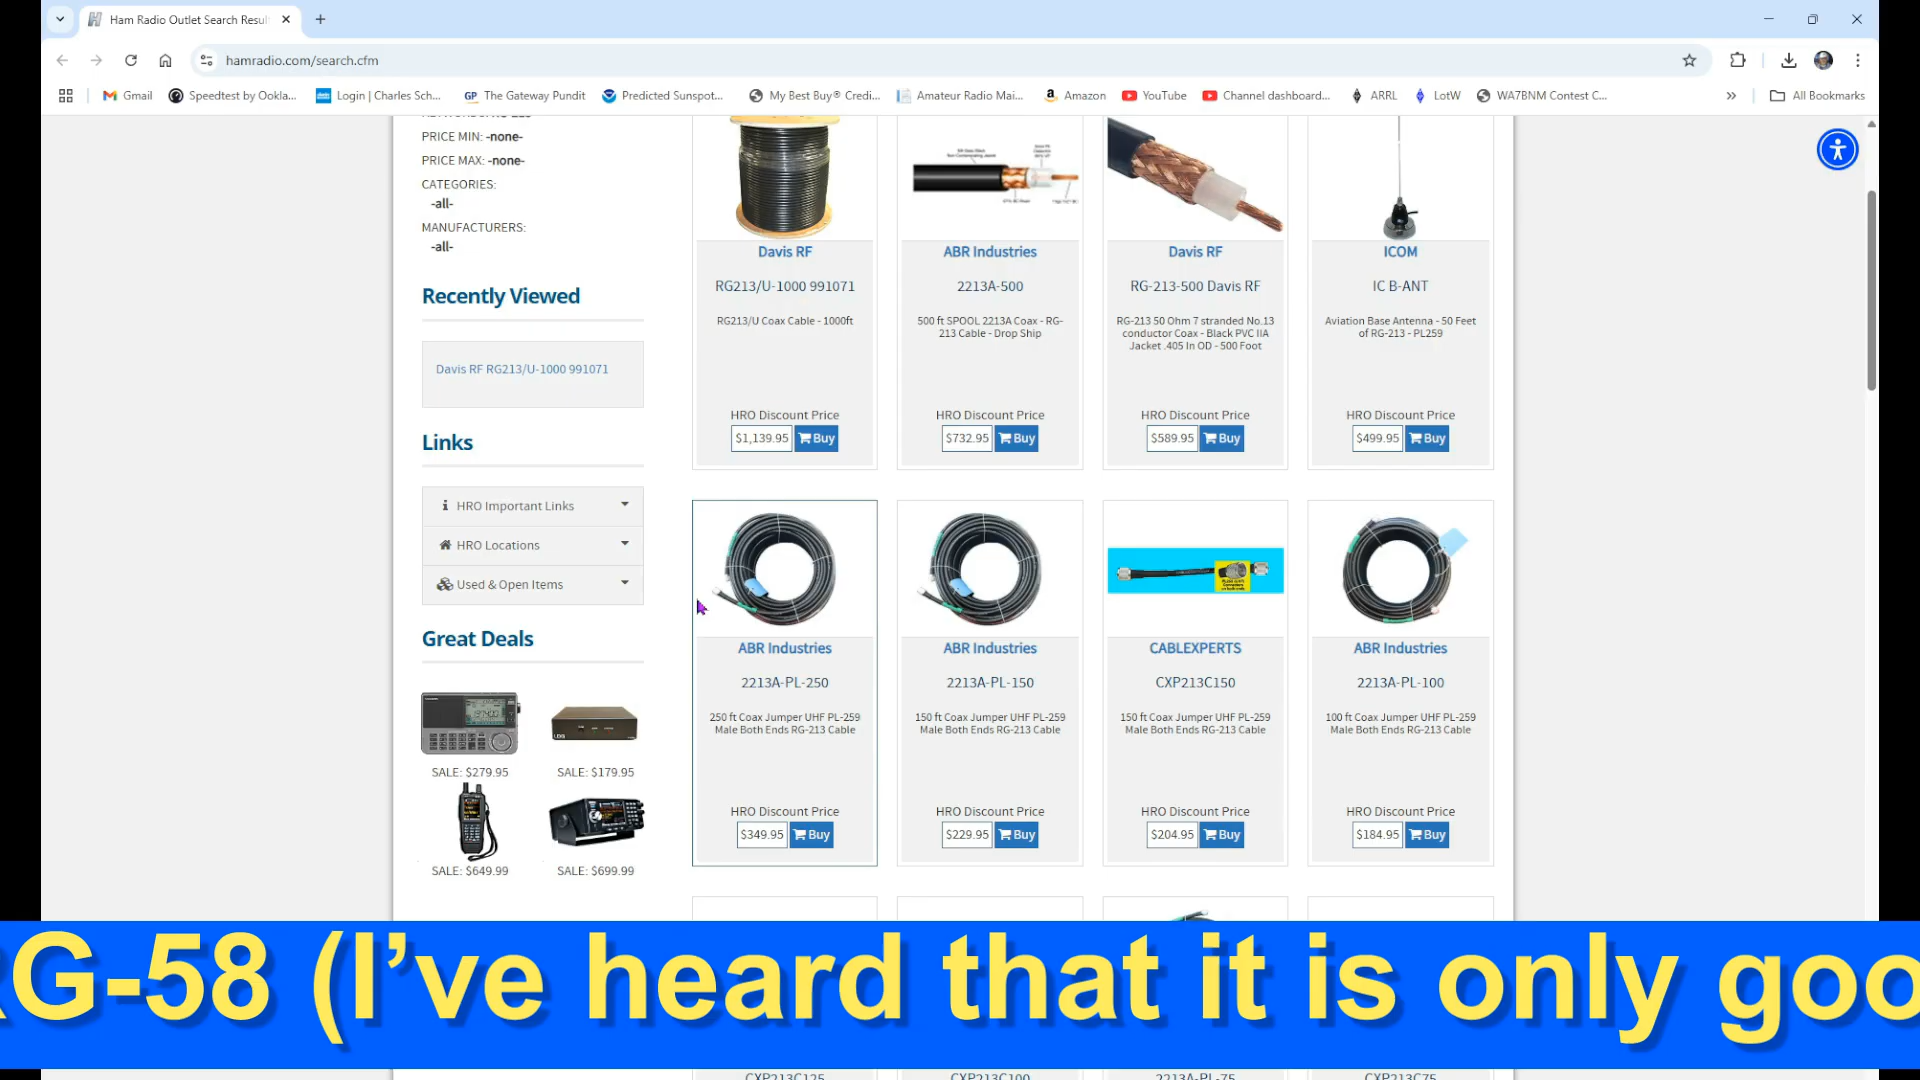 Ham Radio Outlet Search Resul
hamradio.com/search.cfm
Gmail
Speedtest by Ookla...
Login | Charles Sch...
GP The Gateway Pundit
Predicted Sunspot...
My Best Buy® Credi...
Amateur Radio Mai...
Amazon
YouTube
Channel dashboard...
ARRL
LotW
WA7BNM Contest C...
All Bookmarks
PRICE MIN: -none-
PRICE MAX: -none-
CATEGORIES:
-all-
MANUFACTURERS:
-all-
Recently Viewed
Davis RF RG213/U-1000 991071
Links
HRO Important Links
HRO Locations
Used & Open Items
Great Deals
SALE: $279.95
SALE: $179.95
SALE: $649.99
SALE: $699.99
Davis RF
RG213/U-1000 991071
RG213/U Coax Cable - 1000ft
HRO Discount Price
$1,139.95 Buy
ABR Industries
2213A-500
500 ft SPOOL 2213A Coax - RG-
213 Cable - Drop Ship
HRO Discount Price
$732.95 Buy
Davis RF
RG-213-500 Davis RF
RG-213 50 Ohm 7 stranded No.13
conductor Coax - Black PVC IIA
Jacket .405 In OD - 500 Foot
HRO Discount Price
$589.95 Buy
ICOM
IC B-ANT
Aviation Base Antenna - 50 Feet
of RG-213 - PL259
HRO Discount Price
$499.95 Buy
ABR Industries
2213A-PL-250
250 ft Coax Jumper UHF PL-259
Male Both Ends RG-213 Cable
HRO Discount Price
$349.95 Buy
ABR Industries
2213A-PL-150
150 ft Coax Jumper UHF PL-259
Male Both Ends RG-213 Cable
HRO Discount Price
$229.95 Buy
CABLEXPERTS
CXP213C150
150 ft Coax Jumper UHF PL-259
Male Both Ends RG-213 Cable
HRO Discount Price
$204.95 Buy
ABR Industries
2213A-PL-100
100 ft Coax Jumper UHF PL-259
Male Both Ends RG-213 Cable
HRO Discount Price
$184.95 Buy
RG-58 (I’ve heard that it is only goo
CXP213C125
CXP213C100
2213A-PL-75
CXP213C75